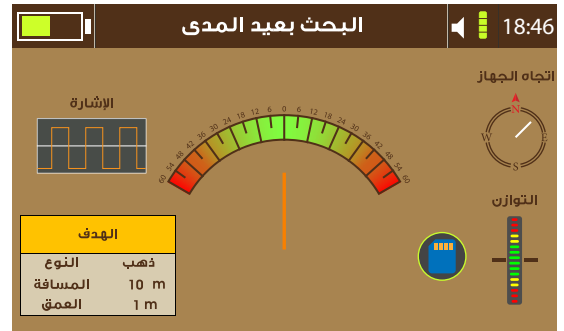 البحث بعيد المدى
18:46
اتجاه الجهاز
N
W E
S
الإشارة
60 54 48 42 36 30 24 18 12 6 0 6 12 18 24 30 36 42 48 54 60
التوازن
الهدف
النوع ذهب
المسافة 10 m
العمق 1 m